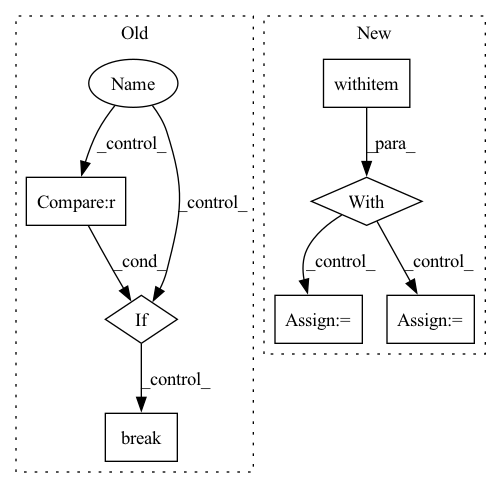 Old
Name
_control_
Compare:r
_control_
_cond_
If
_control_
break
New
withitem
_para_
With
_control_
_control_
Assign:=
Assign:=